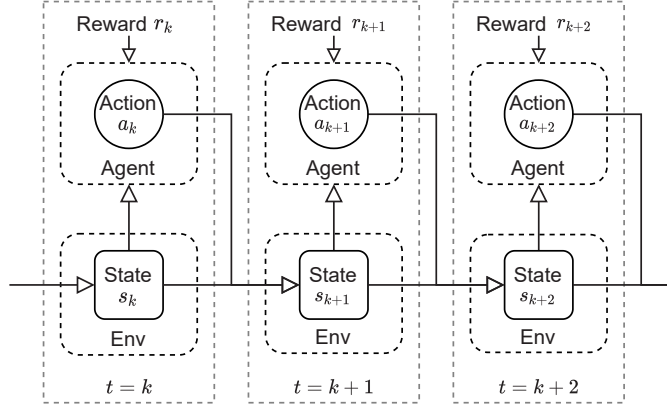 Reward r_k
Action
a_k
Agent
State
s_k
Env
t = k
Reward r_{k+1}
Action
a_{k+1}
Agent
State
s_{k+1}
Env
t = k + 1
Reward r_{k+2}
Action
a_{k+2}
Agent
State
s_{k+2}
Env
t = k + 2